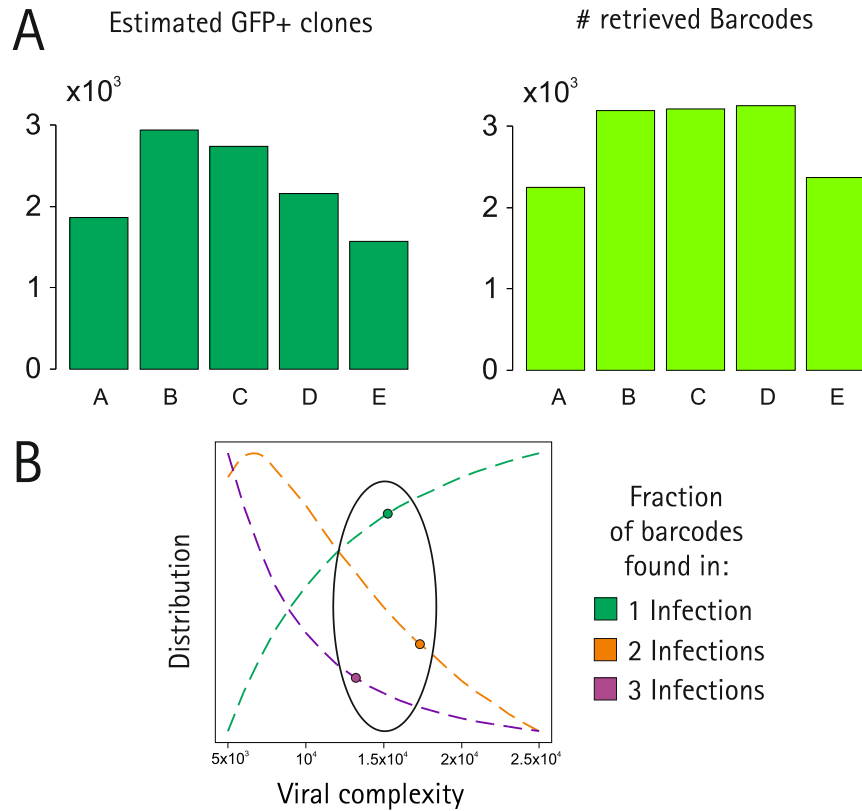 A
Estimated GFP+ clones
# retrieved Barcodes
x10³
x10³
3
2
1
0
3
2
1
0
A B C D E
A B C D E
B
Distribution
5x10³ 10⁴ 1.5x10⁴ 2x10⁴ 2.5x10⁴
Viral complexity
Fraction
of barcodes
found in:
1 Infection
2 Infections
3 Infections